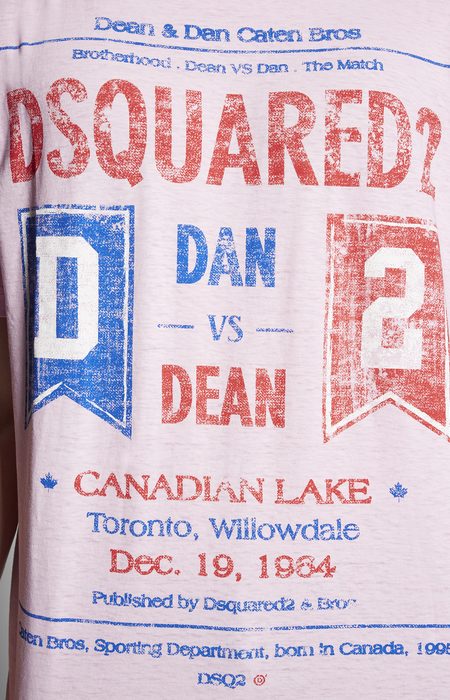 Dean & Dan Caten Bros
Brotherhood . Dean VS Dan . The Match
DSQUARED2
D
2
DAN
VS
DEAN
CANADIAN LAKE
Toronto, Willowdale
Dec. 19, 1964
Published by Dsquared2 & Bro
Caten Bros, Sporting Department, born in Canada, 1995
DSQ2